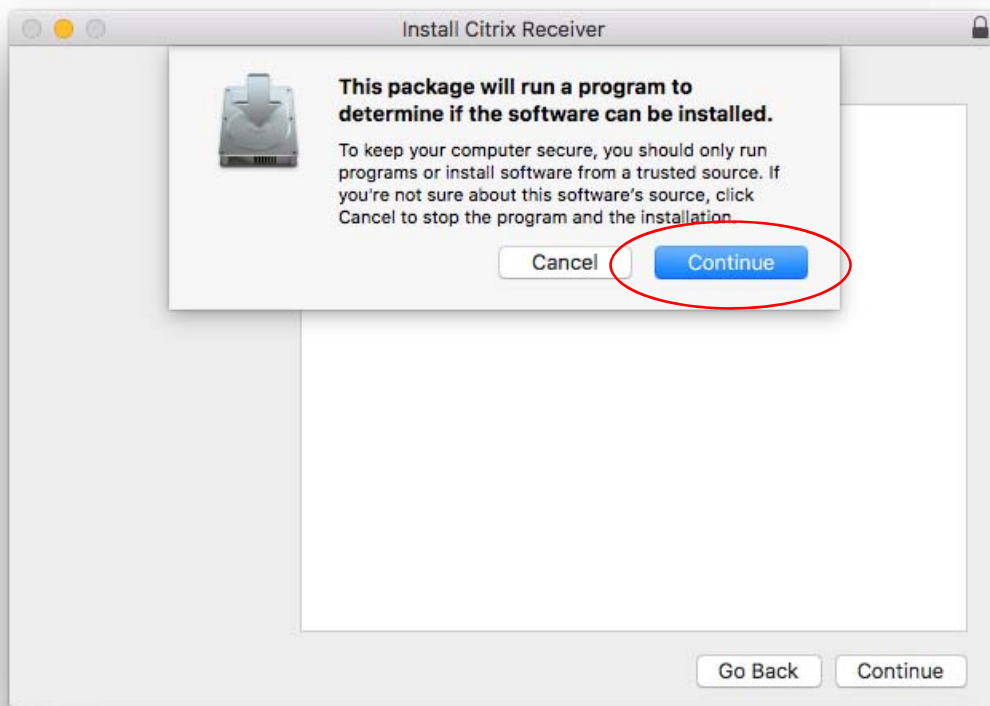 Install Citrix Receiver
This package will run a program to
determine if the software can be installed.
To keep your computer secure, you should only run
programs or install software from a trusted source. If
you're not sure about this software's source, click
Cancel to stop the program and the installation.
Cancel
Continue
Go Back
Continue